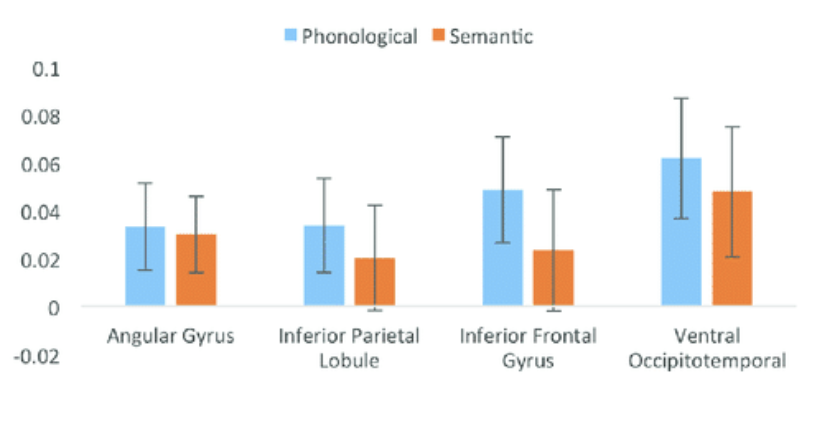 Phonological Semantic
0.1
0.08
0.06
0.04
0.02
0
-0.02
Angular Gyrus
Inferior Parietal
Lobule
Inferior Frontal
Gyrus
Ventral
Occipitotemporal